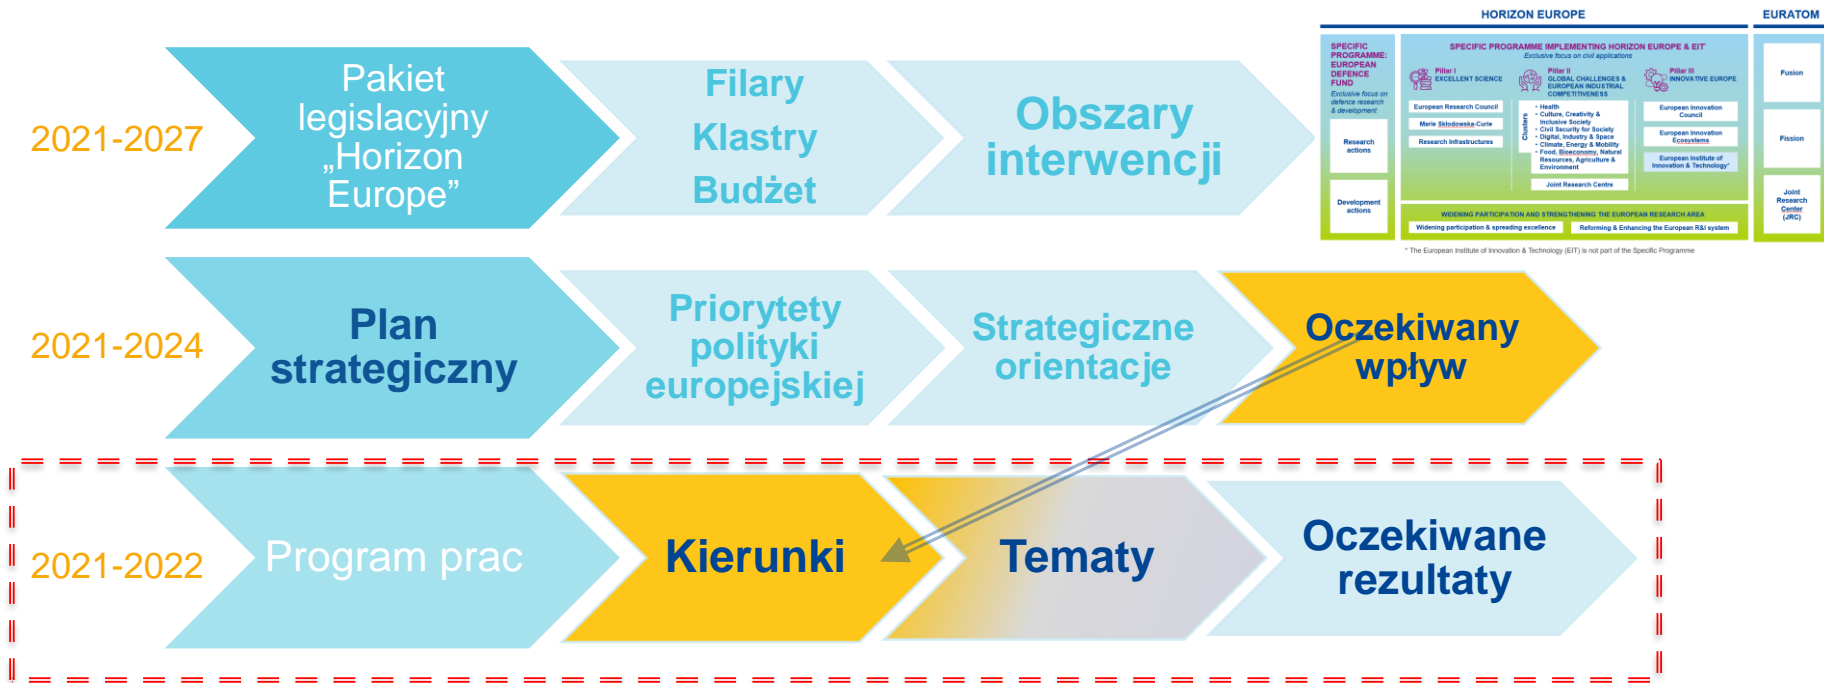 2021-2027
Pakiet
legislacyjny
„Horizon
Europe”
Filary
Klastry
Budżet
Obszary
interwencji
HORIZON EUROPE
EURATOM
SPECIFIC
PROGRAMME:
EUROPEAN
DEFENCE
FUND
Exclusive focus on
defence research
& development
Research
actions
Development
actions
SPECIFIC PROGRAMME IMPLEMENTING HORIZON EUROPE & EIT*
Exclusive focus on civil applications
Pillar I
EXCELLENT SCIENCE
European Research Council
Marie Skłodowska-Curie
Research Infrastructures
Pillar II
GLOBAL CHALLENGES &
EUROPEAN INDUSTRIAL
COMPETITIVENESS
Clusters
• Health
• Culture, Creativity &
Inclusive Society
• Civil Security for Society
• Digital, Industry & Space
• Climate, Energy & Mobility
• Food, Bioeconomy, Natural
Resources, Agriculture &
Environment
Joint Research Centre
Pillar III
INNOVATIVE EUROPE
European Innovation
Council
European Innovation
Ecosystems
European Institute of
Innovation & Technology*
WIDENING PARTICIPATION AND STRENGTHENING THE EUROPEAN RESEARCH AREA
Widening participation & spreading excellence
Reforming & Enhancing the European R&I system
Fusion
Fission
Joint
Research
Center
(JRC)
* The European Institute of Innovation & Technology (EIT) is not part of the Specific Programme
2021-2024
Plan
strategiczny
Priorytety
polityki
europejskiej
Strategiczne
orientacje
Oczekiwany
wpływ
2021-2022
Program prac
Kierunki
Tematy
Oczekiwane
rezultaty